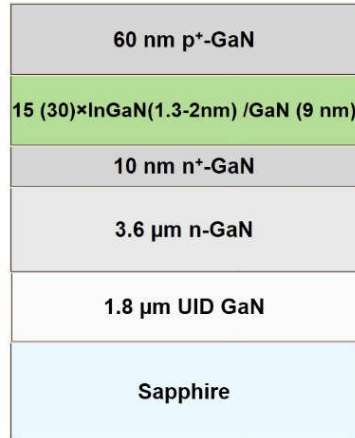 60 nm p⁺-GaN
15 (30)×InGaN(1.3-2nm) /GaN (9 nm)
10 nm n⁺-GaN
3.6 μm n-GaN
1.8 μm UID GaN
Sapphire